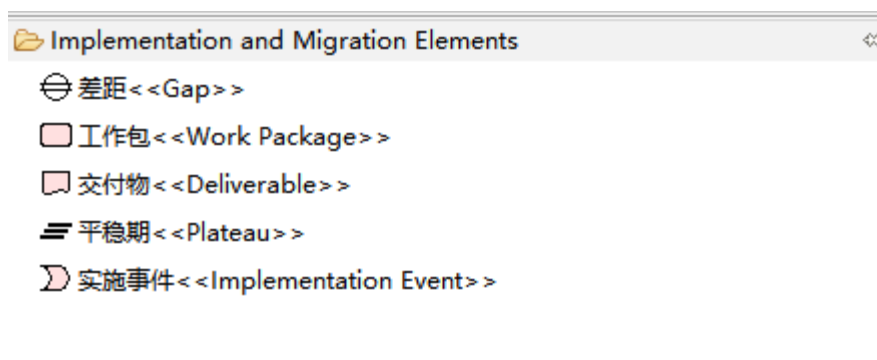 Implementation and Migration Elements
差距<<Gap>>
工作包<<Work Package>>
交付物<<Deliverable>>
平稳期<<Plateau>>
实施事件<<Implementation Event>>